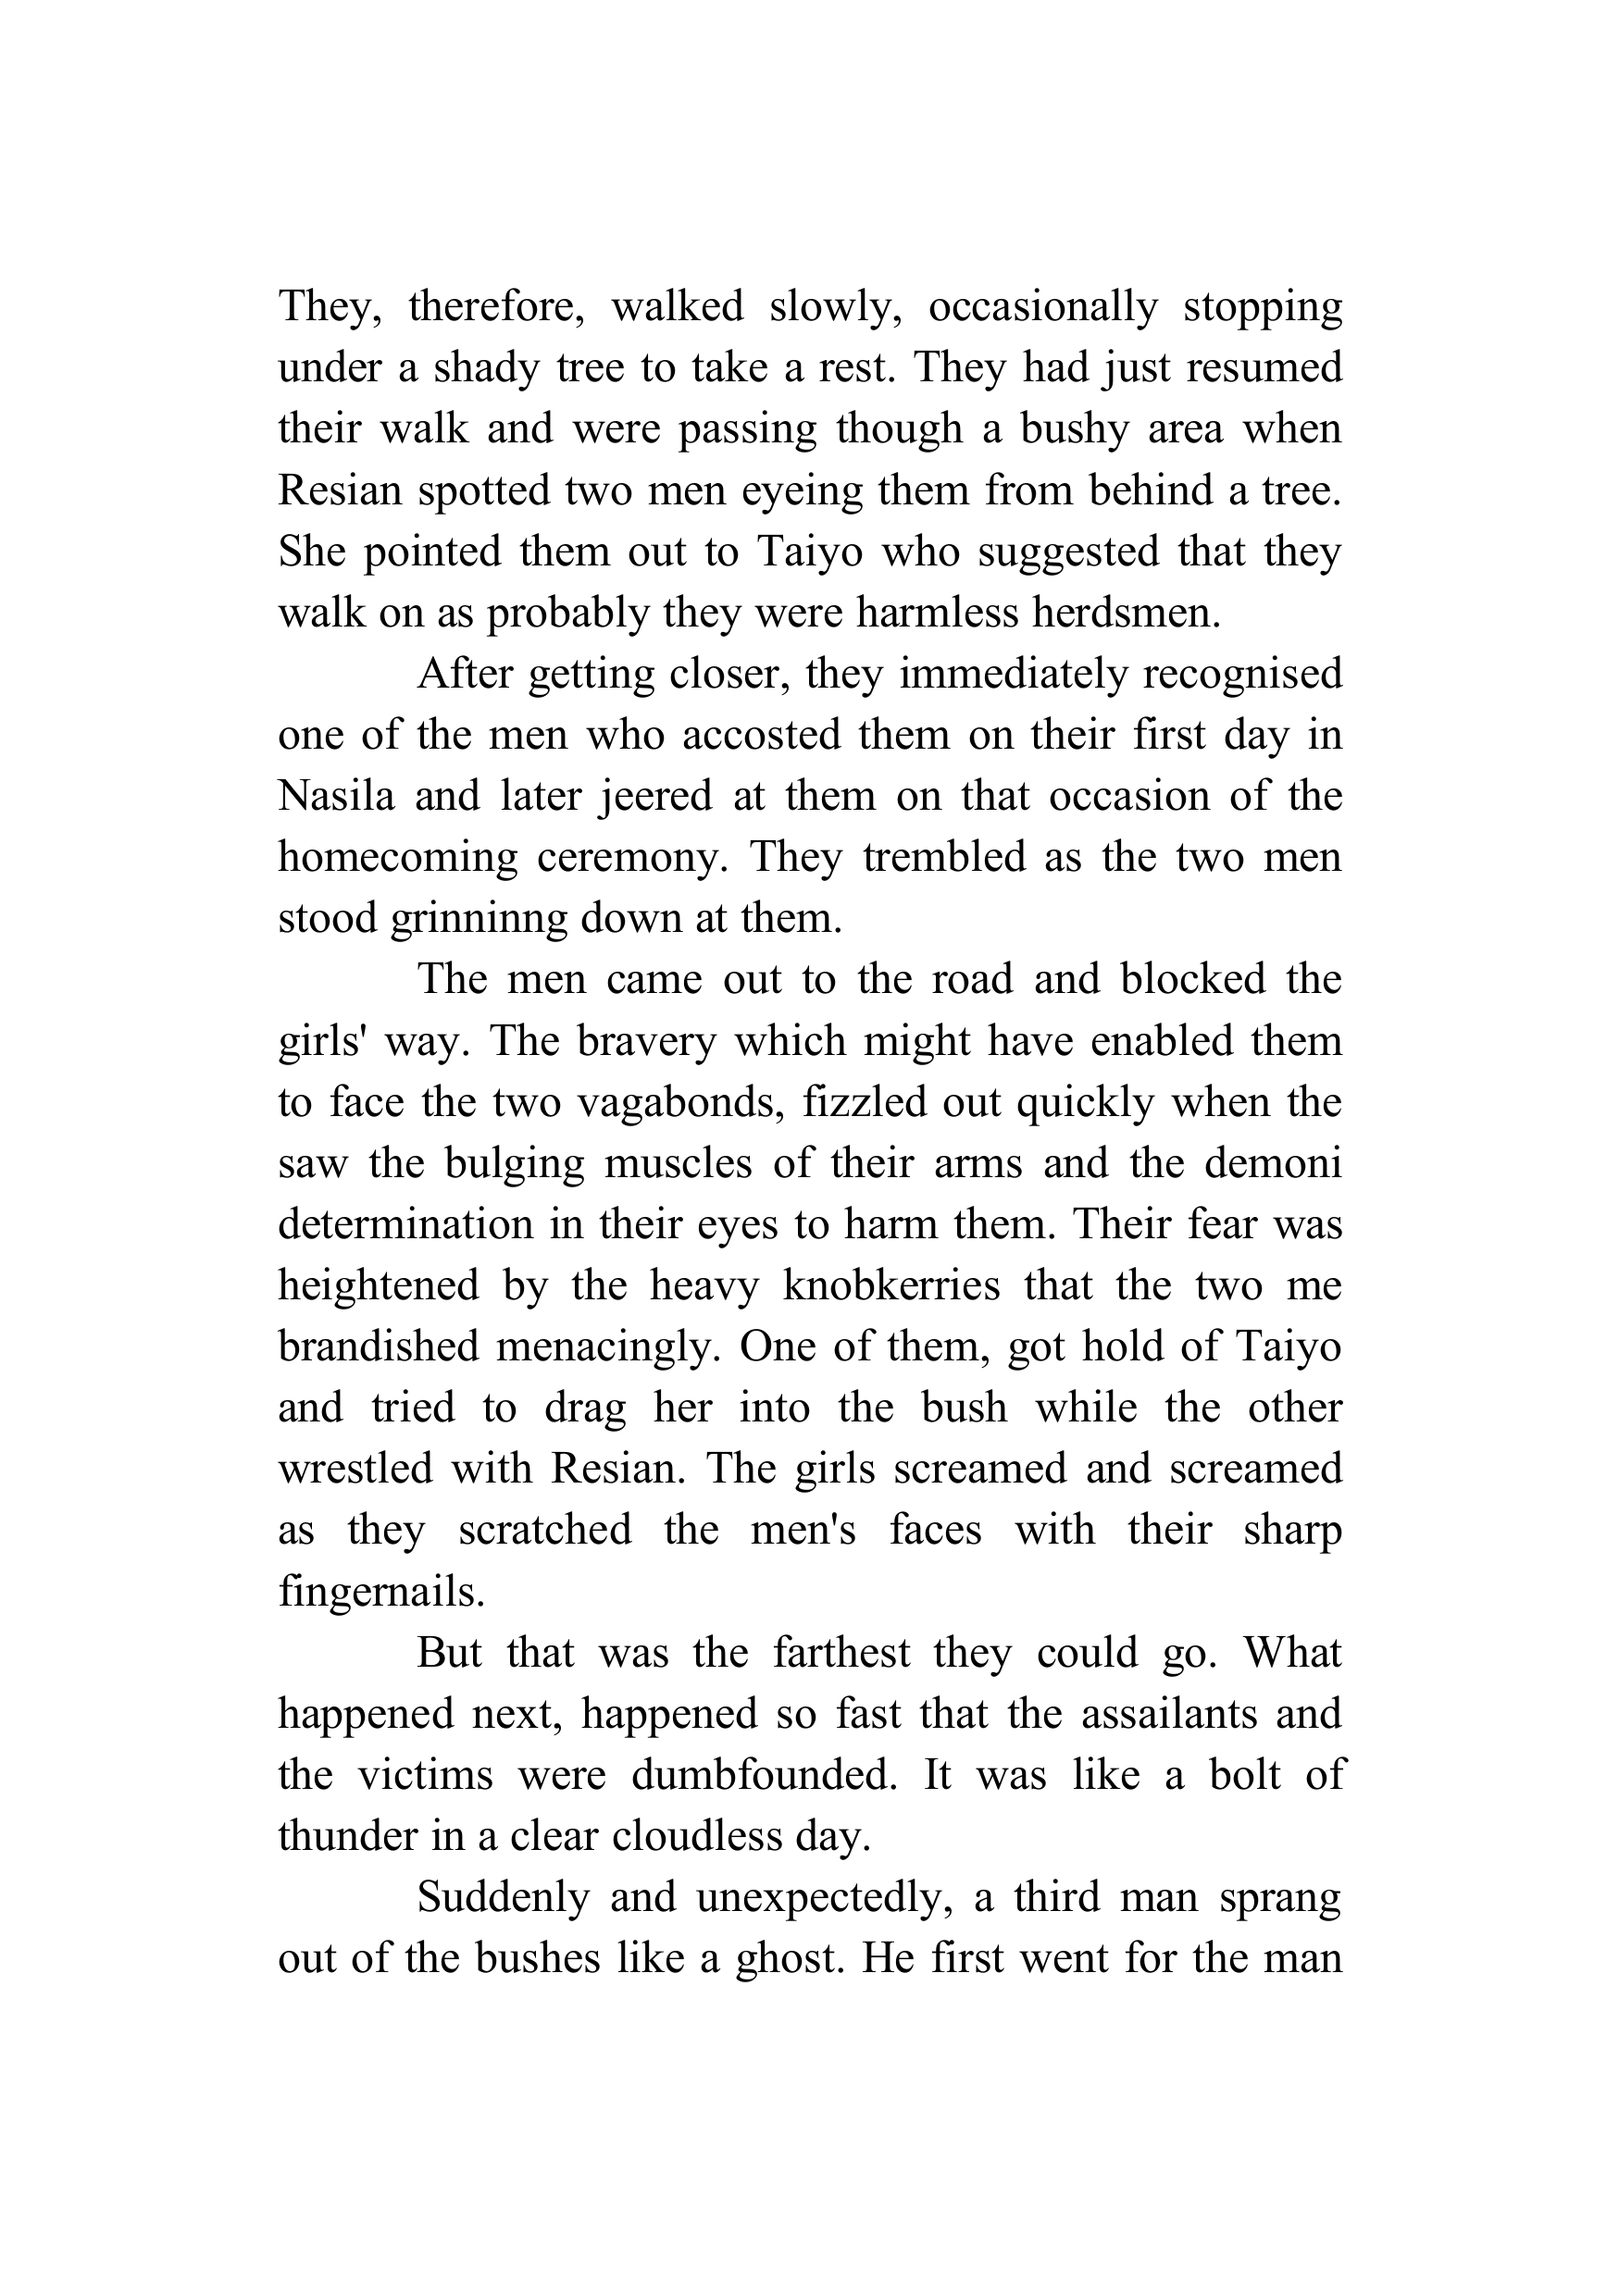 They, therefore, walked slowly, occasionally stopping
under a shady tree to take a rest. They had just resumed
their walk and were passing though a bushy area when
Resian spotted two men eyeing them from behind a tree.
She pointed them out to Taiyo who suggested that they
walk on as probably they were harmless herdsmen.
After getting closer, they immediately recognised
one of the men who accosted them on their first day in
Nasila and later jeered at them on that occasion of the
homecoming ceremony. They trembled as the two men
stood grinninng down at them.
The men came out to the road and blocked the
girls' way. The bravery which might have enabled them
to face the two vagabonds, fizzled out quickly when the
saw the bulging muscles of their arms and the demoni
determination in their eyes to harm them. Their fear was
heightened by the heavy knobkerries that the two me
brandished menacingly. One of them, got hold of Taiyo
and tried to drag her into the bush while the other
wrestled with Resian. The girls screamed and screamed
as they scratched the men's faces with their sharp
fingernails.
But that was the farthest they could go. What
happened next, happened so fast that the assailants and
the victims were dumbfounded. It was like a bolt of
thunder in a clear cloudless day.
Suddenly and unexpectedly, a third man sprang
out of the bushes like a ghost. He first went for the man